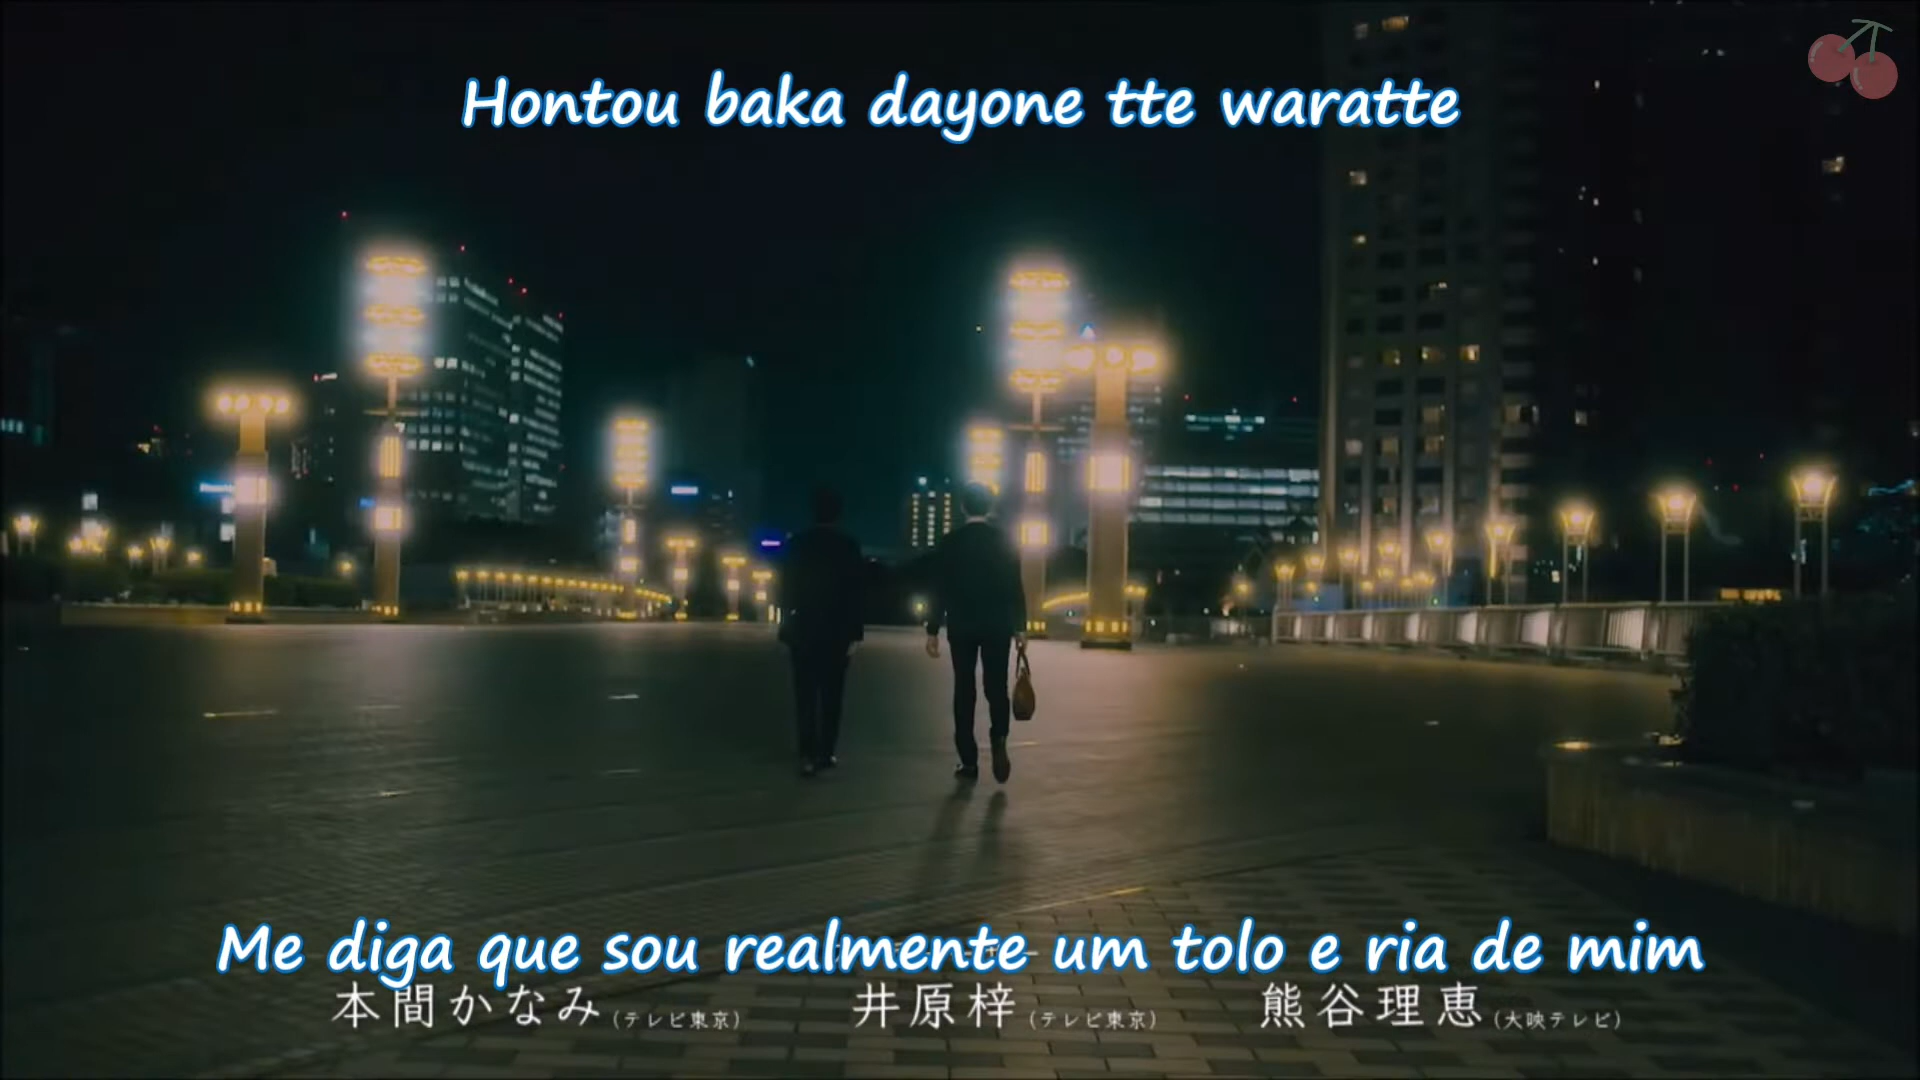 Hontou baka dayone tte waratte
Me diga que sou realmente um tolo e ria de mim
本間かなみ(テレビ東京) 井原梓(テレビ東京) 熊谷理恵(大映テレビ)